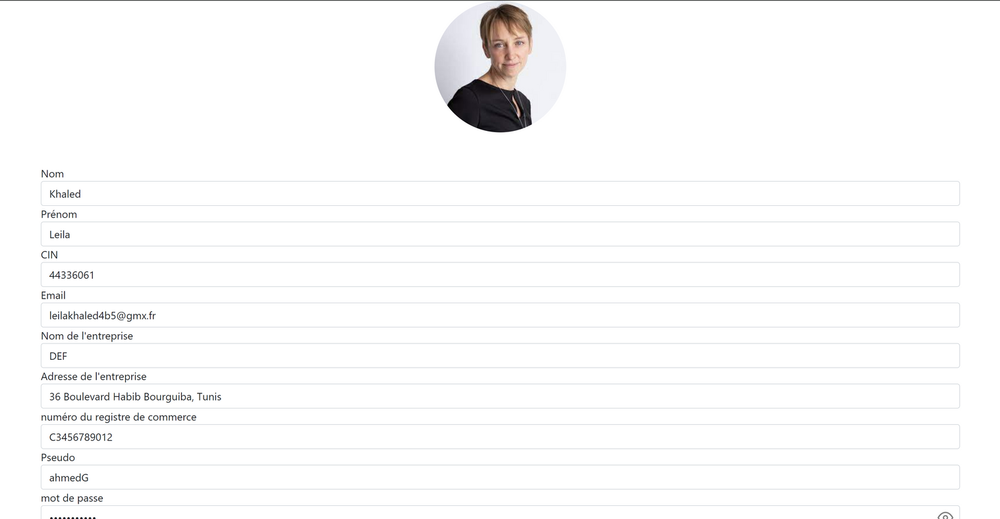 Nom
Khaled
Prénom
Leila
CIN
44336061
Email
leilakhaled4b5@gmx.fr
Nom de l'entreprise
DEF
Adresse de l'entreprise
36 Boulevard Habib Bourguiba, Tunis
numéro du registre de commerce
C3456789012
Pseudo
ahmedG
mot de passe
•••••••••••